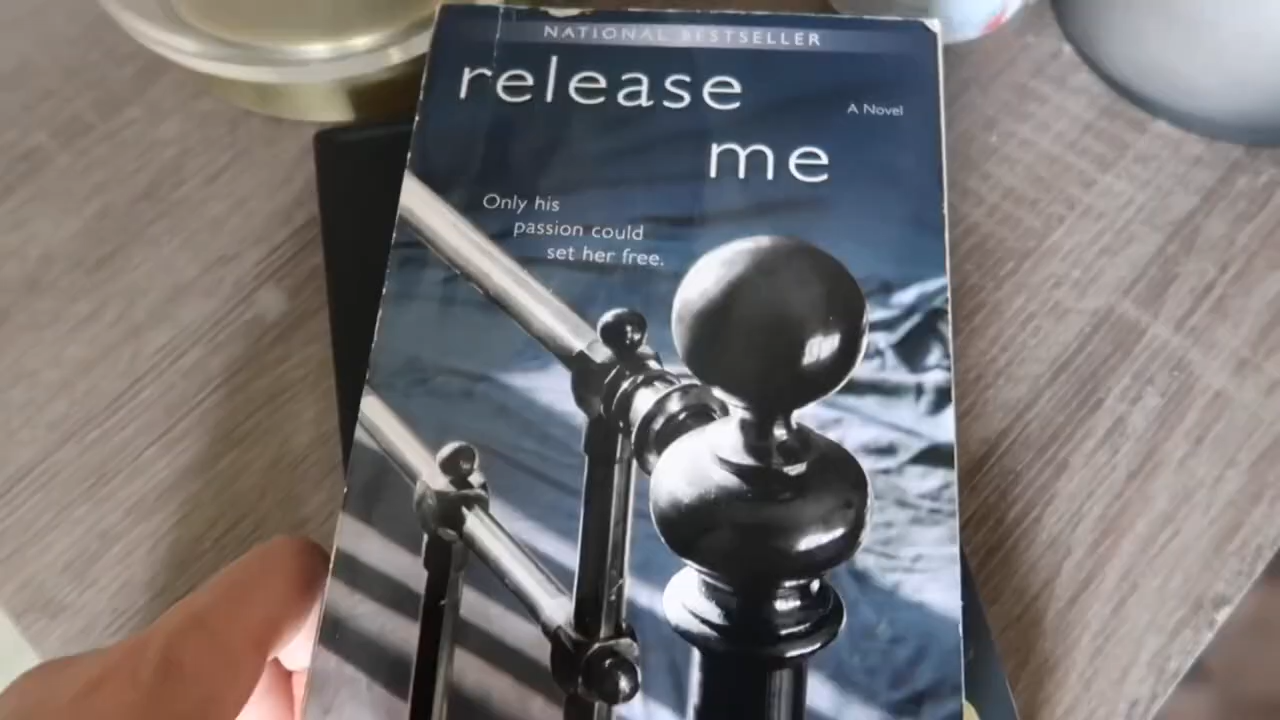 NATIONAL BESTSELLER
release
A Novel
me
Only his
passion could
set her free.